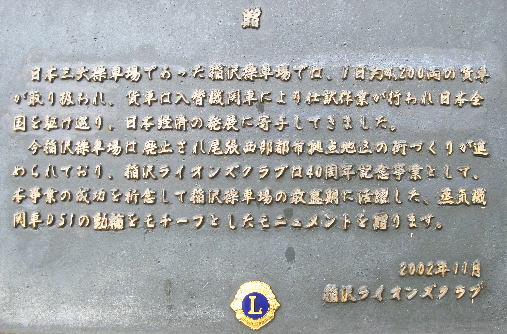 贈
日本三大操車場であった稲沢操車場では、1日約4,200両の貨車
が取り扱われ、貨車は入替機関車により仕訳作業が行われ日本全
国を駆け巡り、日本経済の発展に寄与してきました。
今稲沢操車場は廃止され尾張西部都市拠点地区の街づくりが進
められており、稲沢ライオンズクラブは40周年記念事業として、
本事業の成功を祈念して稲沢操車場の最盛期に活躍した、蒸気機
関車D51の動輪をモチーフとしたモニュメントを贈ります。
2002年11月
稲沢ライオンズクラブ
L